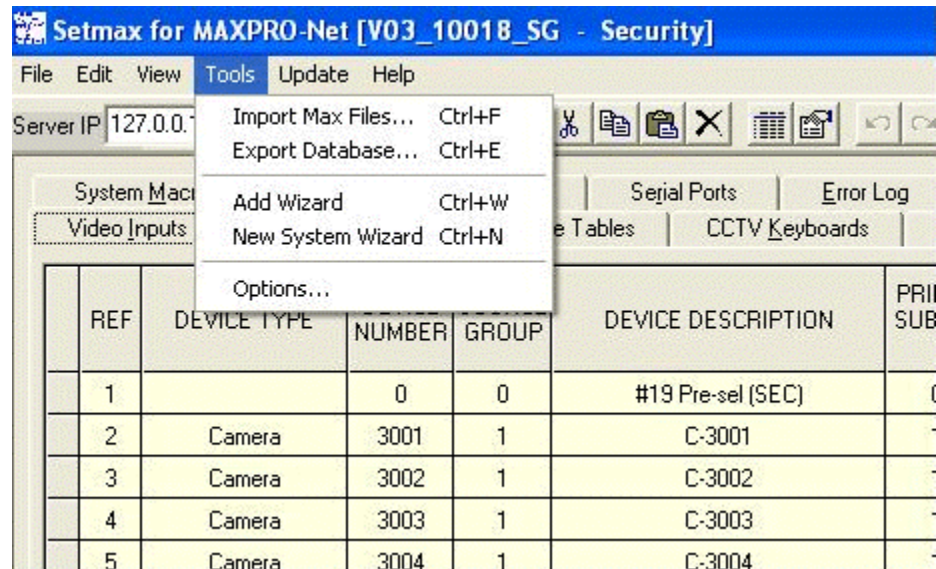 Setmax for MAXPRO-Net [V03_10018_SG - Security]
File Edit View Tools Update Help
Server IP 127.0.0.1
Import Max Files... Ctrl+F
Export Database... Ctrl+E
Add Wizard Ctrl+W
New System Wizard Ctrl+N
Options...
System Serial Ports Error Log
Video Inputs Tables CCTV Keyboards
REF DEVICE TYPE NUMBER GROUP DEVICE DESCRIPTION SUB
1 0 0 #19 Pre-sel (SEC)
2 Camera 3001 1 C-3001
3 Camera 3002 1 C-3002
4 Camera 3003 1 C-3003
5 Camera 3004 1 C-3004